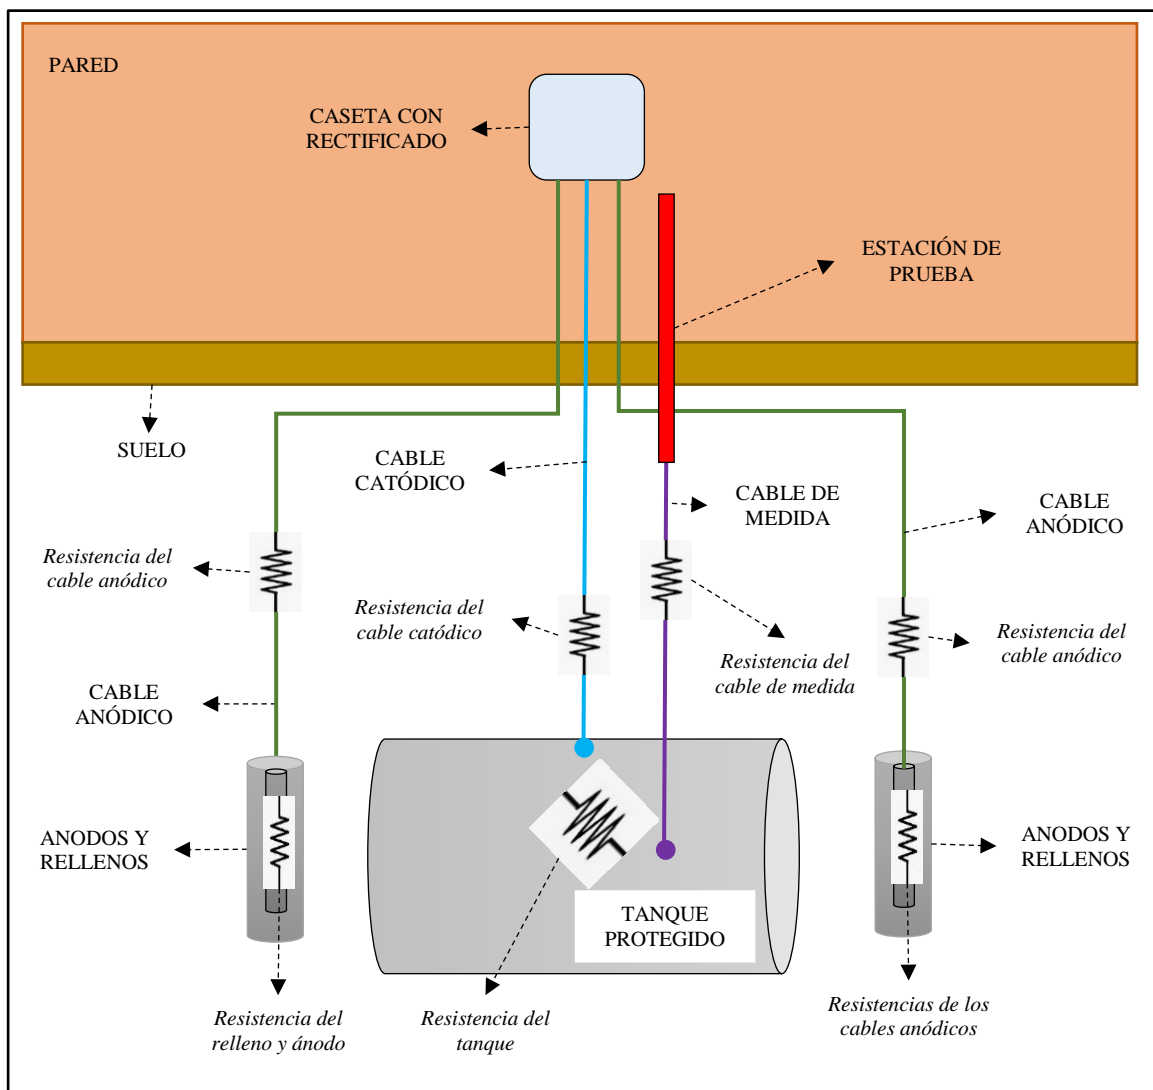 PARED
CASETA CON
RECTIFICADO
ESTACIÓN DE
PRUEBA
SUELO
CABLE
CATÓDICO
CABLE DE
MEDIDA
CABLE
ANÓDICO
Resistencia del
cable anódico
Resistencia del
cable catódico
Resistencia del
cable de medida
Resistencia del
cable anódico
CABLE
ANÓDICO
ANODOS Y
RELLENOS
ANODOS Y
RELLENOS
TANQUE
PROTEGIDO
Resistencia del
relleno y ánodo
Resistencia del
tanque
Resistencias de los
cables anódicos